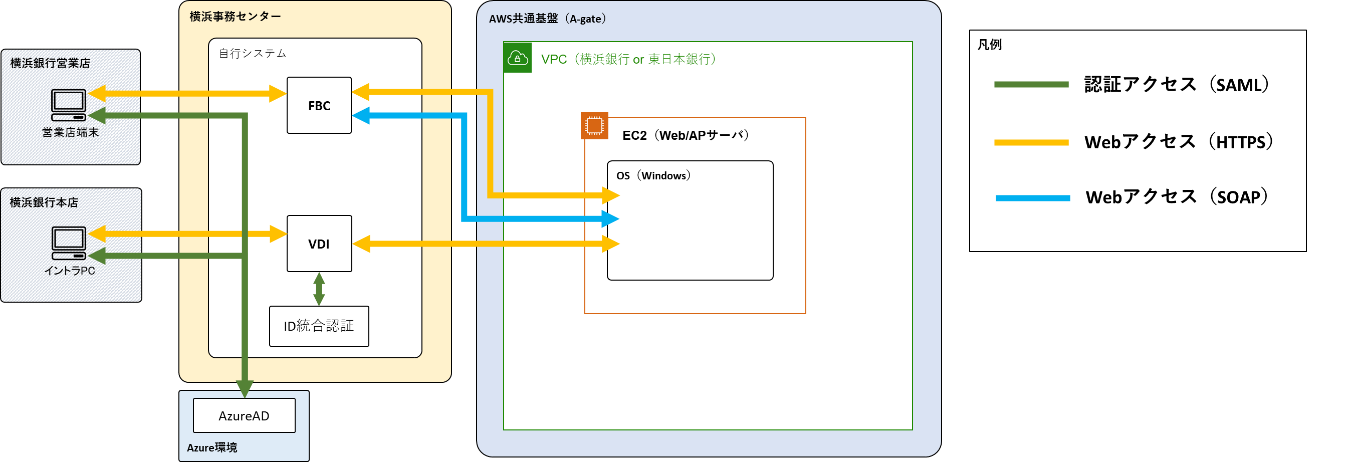 横浜事務センター
自行システム
横浜銀行営業店
営業店端末
FBC
横浜銀行本店
イントラPC
VDI
ID統合認証
AzureAD
Azure環境
AWS共通基盤（A-gate）
VPC（横浜銀行 or 東日本銀行）
EC2（Web/APサーバ）
OS（Windows）
凡例
認証アクセス（SAML）
Webアクセス（HTTPS）
Webアクセス（SOAP）